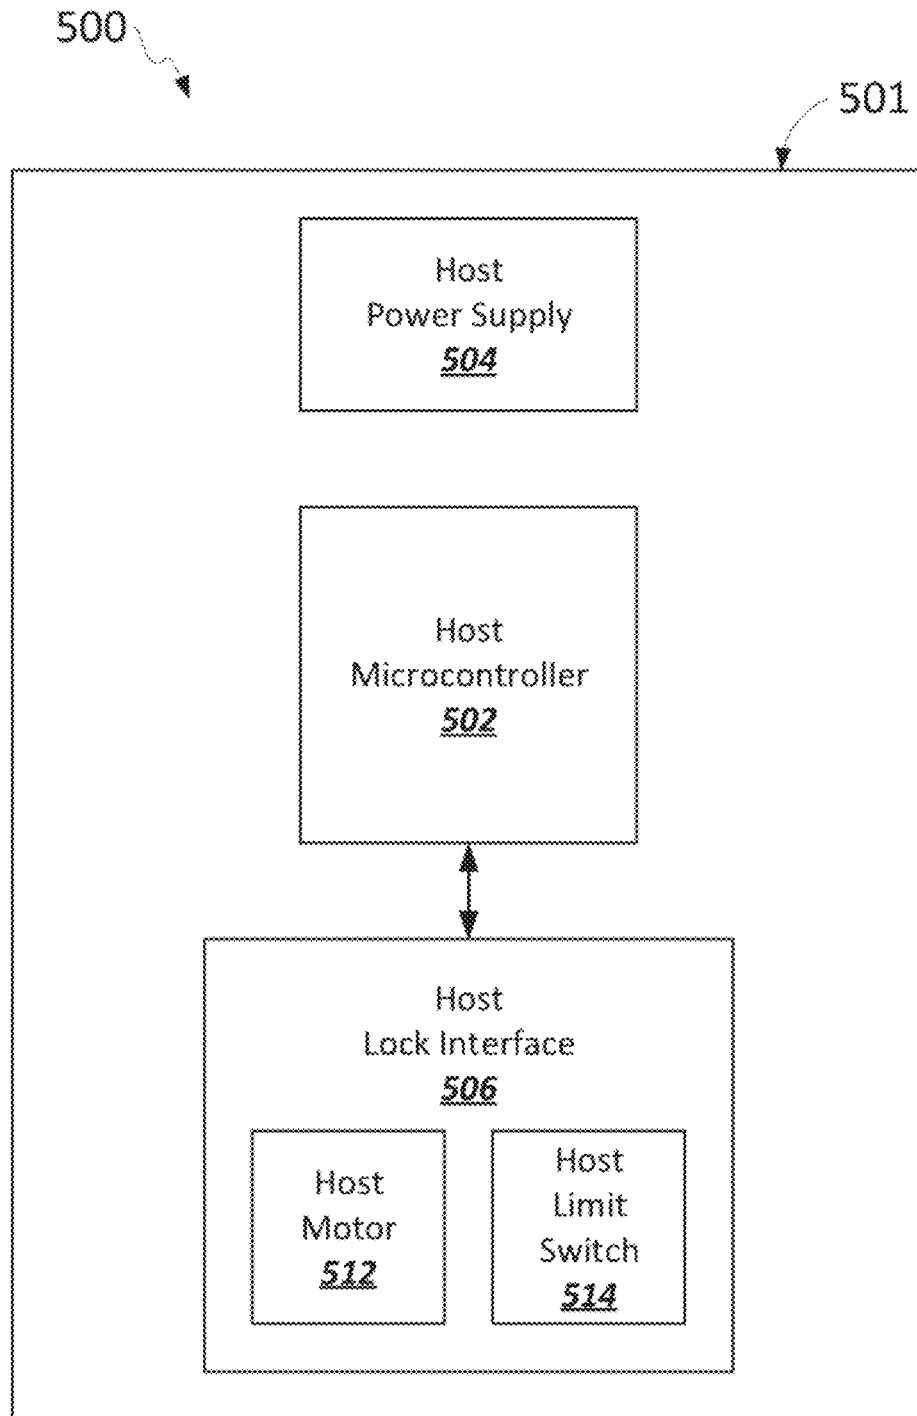 500
501
Host
Power Supply
504
Host
Microcontroller
502
Host
Lock Interface
506
Host
Motor
512
Host
Limit
Switch
514